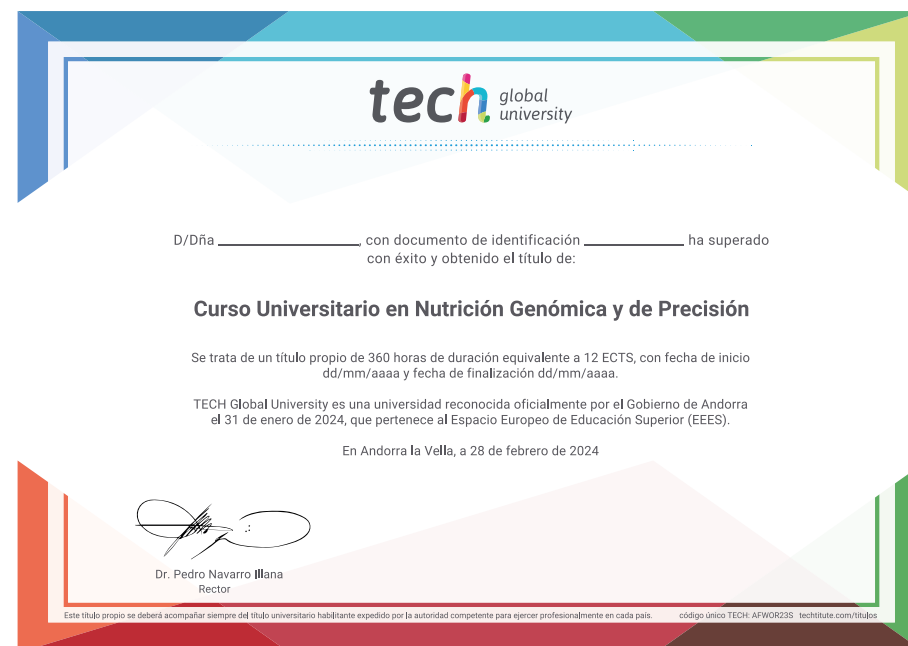 tech global university
D/Dña ____________________, con documento de identificación ______________ ha superado
con éxito y obtenido el título de:
Curso Universitario en Nutrición Genómica y de Precisión
Se trata de un título propio de 360 horas de duración equivalente a 12 ECTS, con fecha de inicio
dd/mm/aaaa y fecha de finalización dd/mm/aaaa.
TECH Global University es una universidad reconocida oficialmente por el Gobierno de Andorra
el 31 de enero de 2024, que pertenece al Espacio Europeo de Educación Superior (EEES).
En Andorra la Vella, a 28 de febrero de 2024
Dr. Pedro Navarro Illana
Rector
Este título propio se deberá acompañar siempre del título universitario habilitante expedido por la autoridad competente para ejercer profesionalmente en cada país. código único TECH: AFWOR23S techtitute.com/titulos